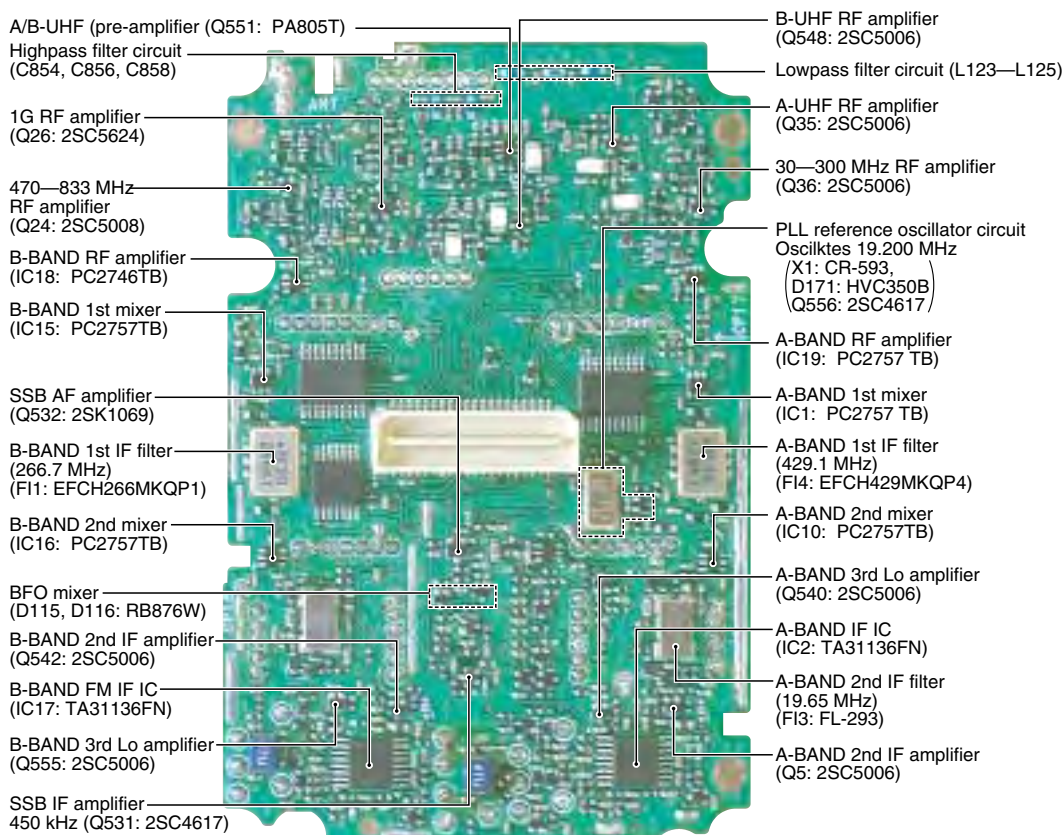 A/B-UHF (pre-amplifier (Q551: PA805T)
Highpass filter circuit
(C854, C856, C858)
1G RF amplifier
(Q26: 2SC5624)
470—833 MHz
RF amplifier
(Q24: 2SC5008)
B-BAND RF amplifier
(IC18: PC2746TB)
B-BAND 1st mixer
(IC15: PC2757TB)
SSB AF amplifier
(Q532: 2SK1069)
B-BAND 1st IF filter
(266.7 MHz)
(FI1: EFCH266MKQP1)
B-BAND 2nd mixer
(IC16: PC2757TB)
BFO mixer
(D115, D116: RB876W)
B-BAND 2nd IF amplifier
(Q542: 2SC5006)
B-BAND FM IF IC
(IC17: TA31136FN)
B-BAND 3rd Lo amplifier
(Q555: 2SC5006)
SSB IF amplifier
450 kHz (Q531: 2SC4617)
B-UHF RF amplifier
(Q548: 2SC5006)
Lowpass filter circuit (L123—L125)
A-UHF RF amplifier
(Q35: 2SC5006)
30—300 MHz RF amplifier
(Q36: 2SC5006)
PLL reference oscillator circuit
Oscilktes 19.200 MHz
(X1: CR-593,
D171: HVC350B
Q556: 2SC4617)
A-BAND RF amplifier
(IC19: PC2757 TB)
A-BAND 1st mixer
(IC1: PC2757 TB)
A-BAND 1st IF filter
(429.1 MHz)
(FI4: EFCH429MKQP4)
A-BAND 2nd mixer
(IC10: PC2757TB)
A-BAND 3rd Lo amplifier
(Q540: 2SC5006)
A-BAND IF IC
(IC2: TA31136FN)
A-BAND 2nd IF filter
(19.65 MHz)
(FI3: FL-293)
A-BAND 2nd IF amplifier
(Q5: 2SC5006)